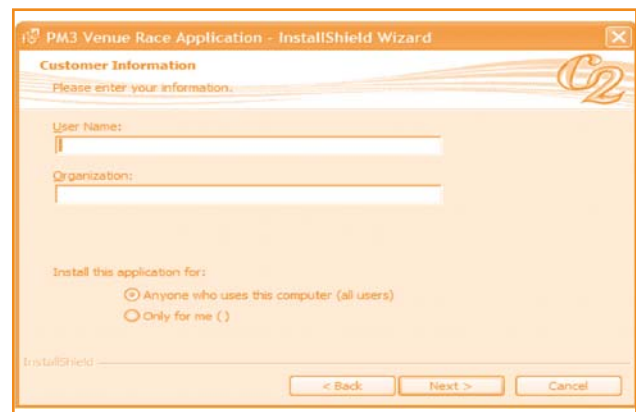 PM3 Venue Race Application - InstallShield Wizard
Customer Information
Please enter your information.
C2
User Name:
Organization:
Install this application for:
Anyone who uses this computer (all users)
Only for me ( )
InstallShield
< Back Next > Cancel